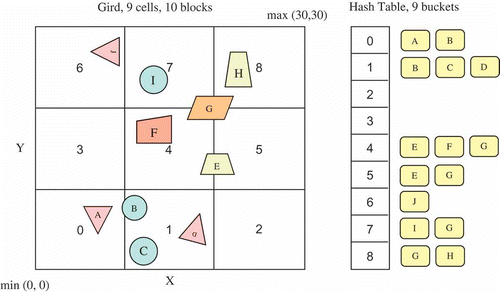 Gird, 9 cells, 10 blocks
max (30,30)
Hash Table, 9 buckets
6 J 7 I H 8
G
Y 3 F 4 E 5
A 0 B C 1 D 2
min (0, 0)
X
0 A B
1 B C D
2
3
4 E F G
5 E G
6 J
7 I G
8 G H